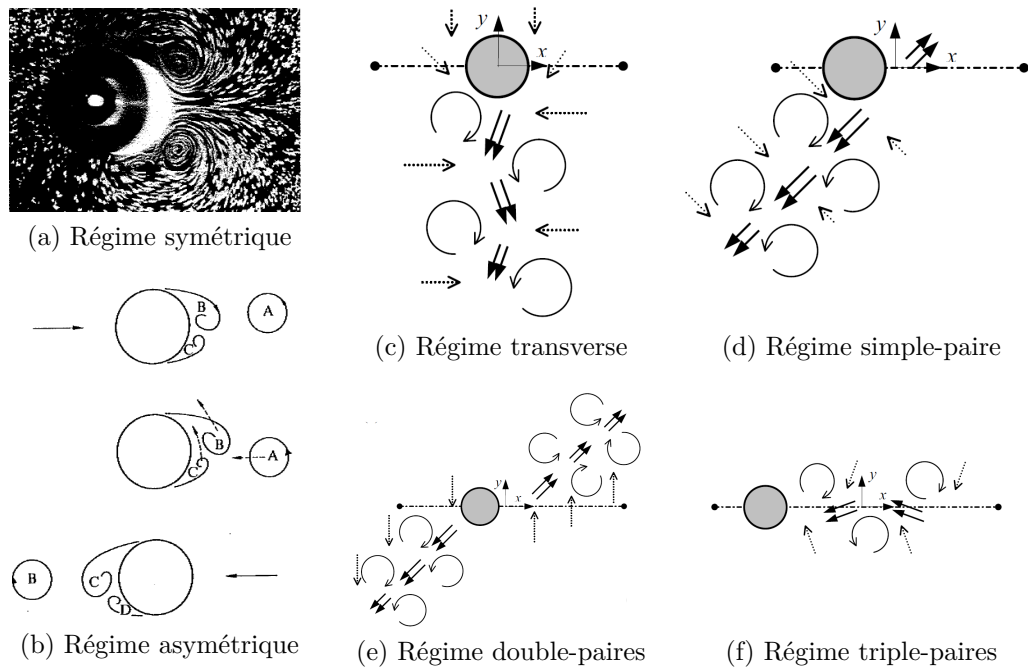 (a) Régime symétrique
B
A
C
B
A
C
B
C
D
(b) Régime asymétrique
y
x
(c) Régime transverse
y
x
(d) Régime simple-paire
y
x
(e) Régime double-paires
y
x
(f) Régime triple-paires